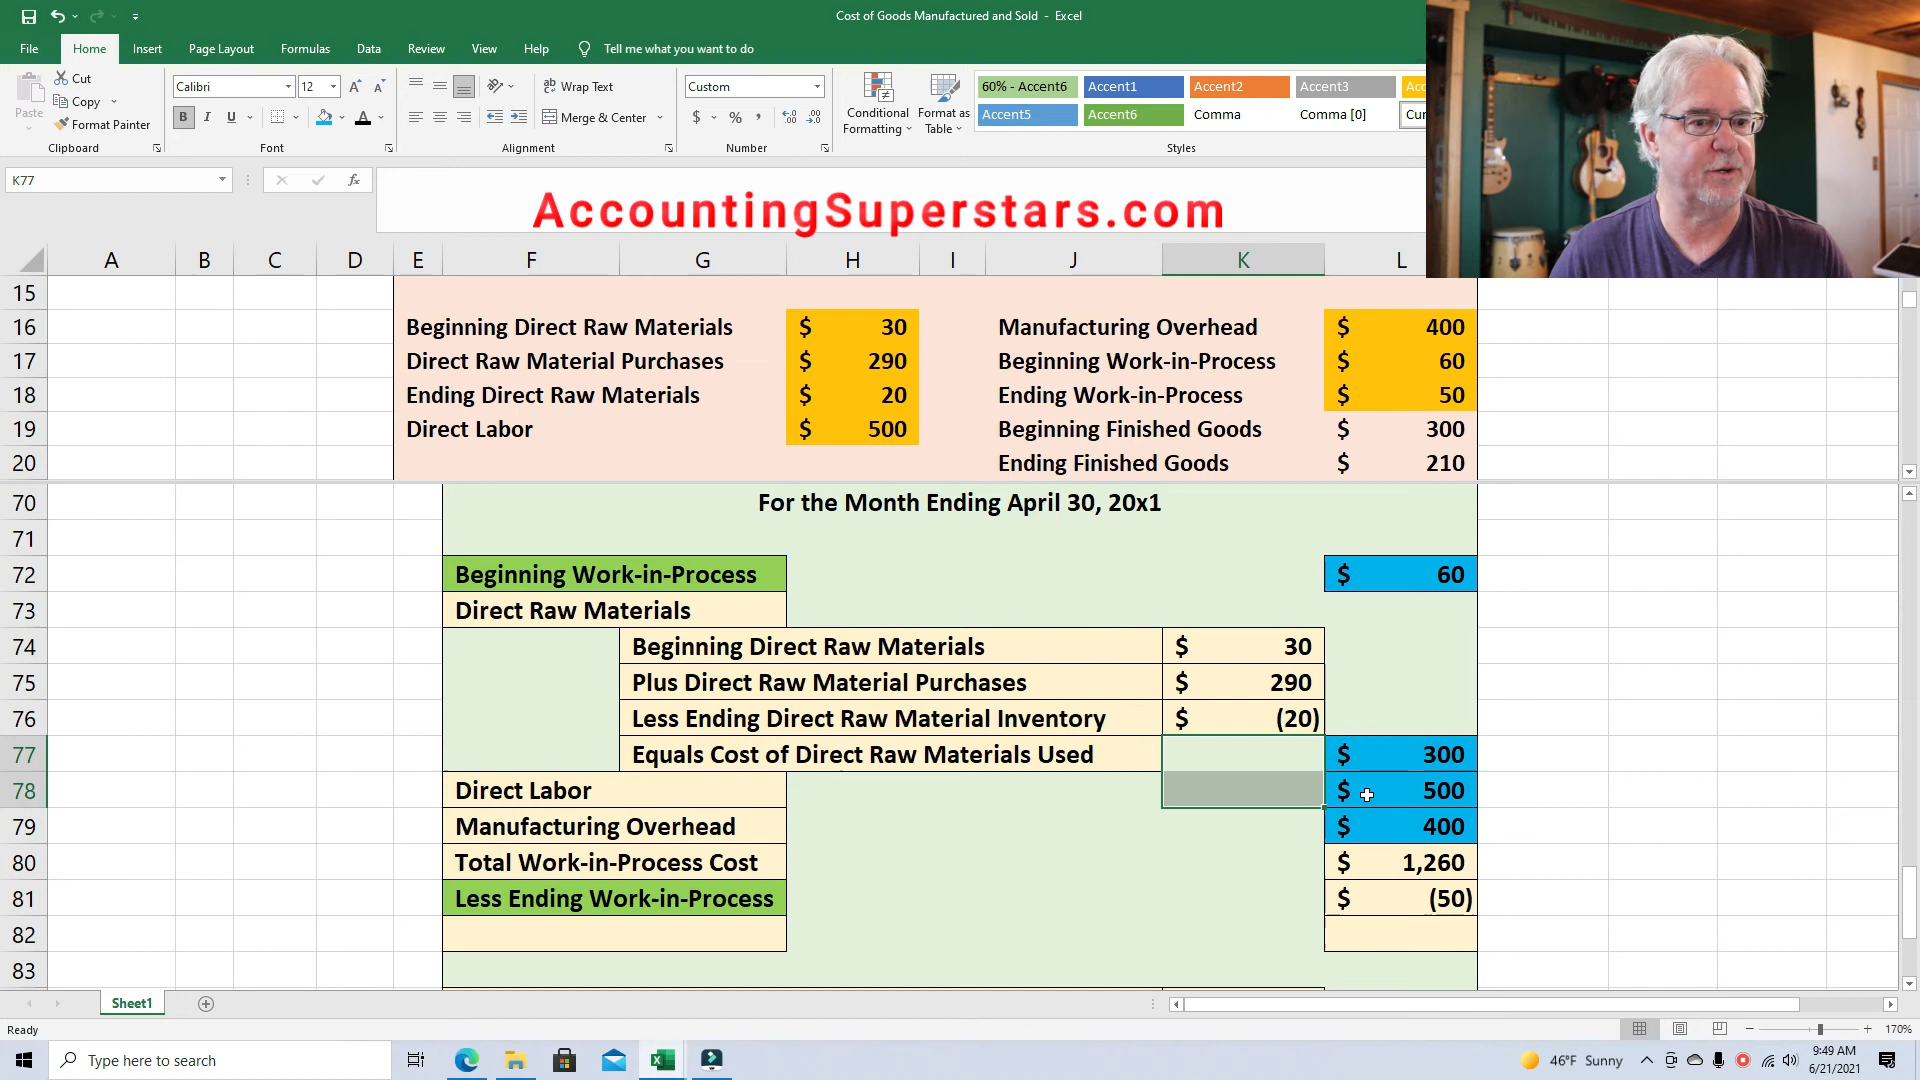 Cost of Goods Manufactured and Sold - Excel
File Home Insert Page Layout Formulas Data Review View Help Tell me what you want to do
Paste
Cut
Copy
Format Painter
Clipboard
Calibri 12
B I U
Font
Wrap Text
Merge & Center
Alignment
Custom
$ % ,
Number
Conditional Formatting
Format as Table
60% - Accent6 Accent1 Accent2 Accent3
Accent5 Accent6 Comma Comma [0]
Styles
K77 fx
AccountingSuperstars.com
A B C D E F G H I J K L
15
16 Beginning Direct Raw Materials $ 30 Manufacturing Overhead $ 400
17 Direct Raw Material Purchases $ 290 Beginning Work-in-Process $ 60
18 Ending Direct Raw Materials $ 20 Ending Work-in-Process $ 50
19 Direct Labor $ 500 Beginning Finished Goods $ 300
20 Ending Finished Goods $ 210
70 For the Month Ending April 30, 20x1
71
72 Beginning Work-in-Process $ 60
73 Direct Raw Materials
74 Beginning Direct Raw Materials $ 30
75 Plus Direct Raw Material Purchases $ 290
76 Less Ending Direct Raw Material Inventory $ (20)
77 Equals Cost of Direct Raw Materials Used $ 300
78 Direct Labor $ 500
79 Manufacturing Overhead $ 400
80 Total Work-in-Process Cost $ 1,260
81 Less Ending Work-in-Process $ (50)
82
83
Sheet1
Ready
170%
Type here to search
46°F Sunny
9:49 AM
6/21/2021